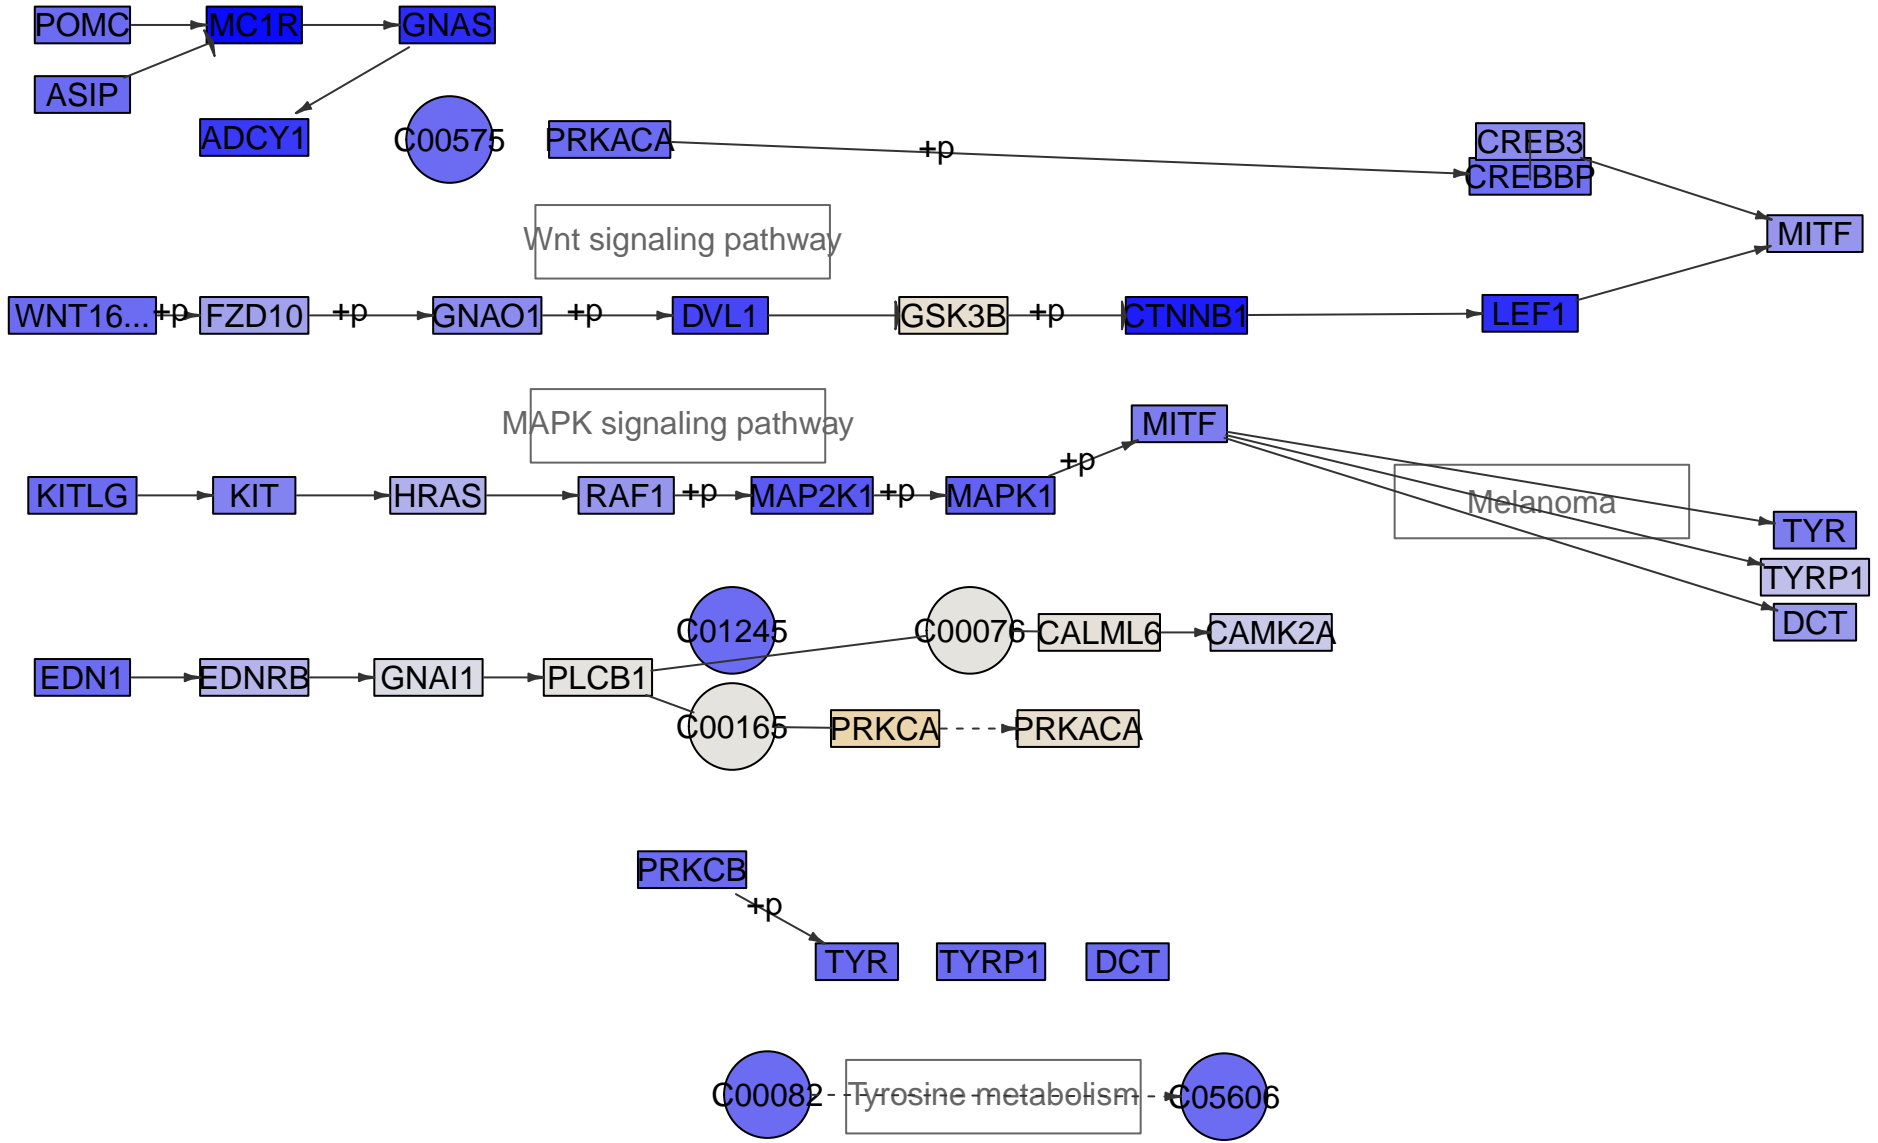 POMC
MC1R
GNAS
ASIP
ADCY1
C00575
PRKACA
+p
CREB3
CREBBP
MITF
Wnt signaling pathway
WNT16...
+p
FZD10
+p
GNAO1
+p
DVL1
GSK3B
+p
CTNNB1
LEF1
MAPK signaling pathway
MITF
KITLG
KIT
HRAS
RAF1
+p
MAP2K1
+p
MAPK1
+p
Melanoma
TYR
TYRP1
DCT
C01245
C00076
CALML6
CAMK2A
EDN1
EDNRB
GNAI1
PLCB1
C00165
PRKCA
PRKACA
PRKCB
+p
TYR
TYRP1
DCT
C00082
Tyrosine metabolism
C05606